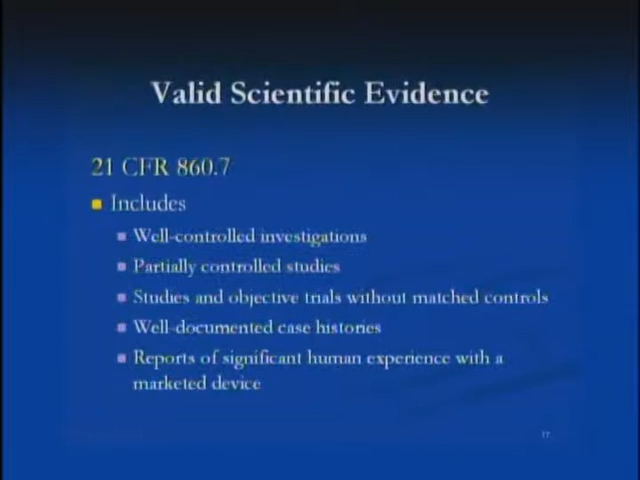 Valid Scientific Evidence
21 CFR 860.7
Includes
Well-controlled investigations
Partially controlled studies
Studies and objective trials without matched controls
Well-documented case histories
Reports of significant human experience with a
marketed device